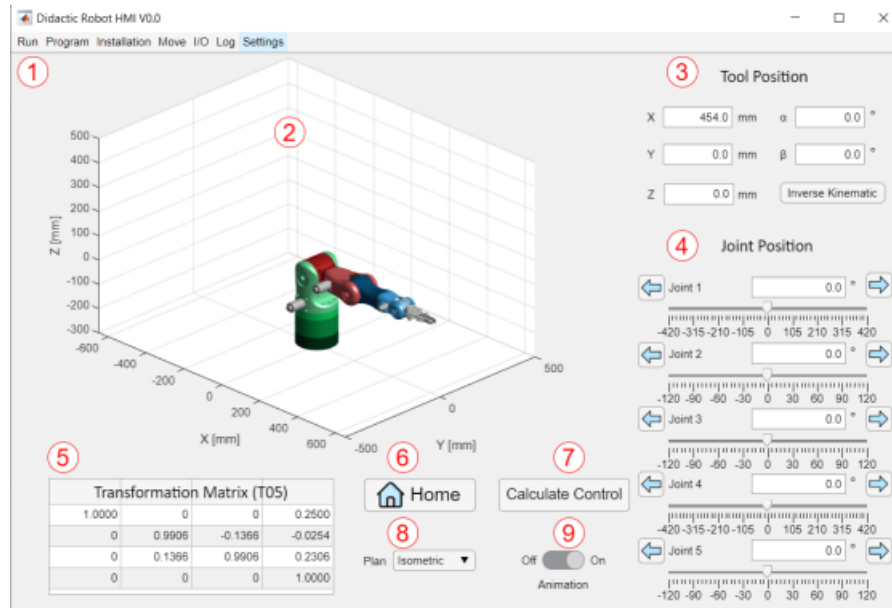 Didactic Robot HMI V0.0
Run Program Installation Move I/O Log Settings
1
2
500
400
300
200
100
0
-100
-200
-300
Z [mm]
-600
-400
-200
0
200
400
600
X [mm]
-500
0
500
Y [mm]
3 Tool Position
X 454.0 mm α 0.0 °
Y 0.0 mm β 0.0 °
Z 0.0 mm Inverse Kinematic
4 Joint Position
Joint 1 0.0 °
-420 -315 -210 -105 0 105 210 315 420
Joint 2 0.0 °
-120 -90 -60 -30 0 30 60 90 120
Joint 3 0.0 °
-120 -90 -60 -30 0 30 60 90 120
Joint 4 0.0 °
-420 -315 -210 -105 0 105 210 315 420
Joint 5 0.0 °
-120 -90 -60 -30 0 30 60 90 120
5
Transformation Matrix (T05)
1.0000 0 0 0.2500
0 0.9906 -0.1366 -0.0254
0 0.1366 0.9906 0.2306
0 0 0 1.0000
6
Home
7
Calculate Control
8
Plan Isometric
9
Off On
Animation